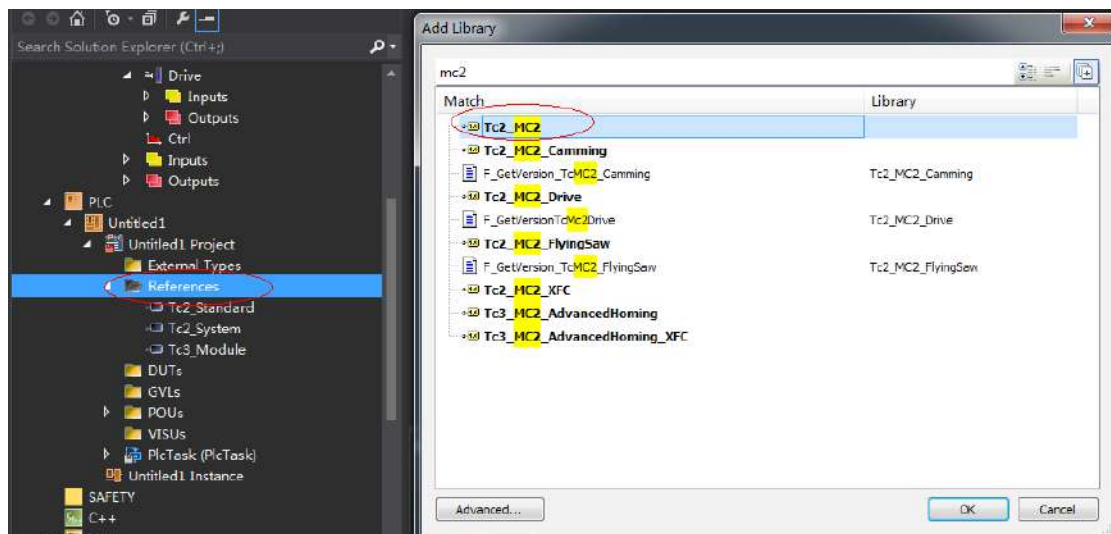 Search Solution Explorer (Ctrl+;)
Drive
Inputs
Outputs
Ctrl
Inputs
Outputs
PLC
Untitled1
Untitled1 Project
External Types
References
Tc2_Standard
Tc2_System
Tc3_Module
DUTs
GVLs
POUs
VISUs
PlcTask (PlcTask)
Untitled1 Instance
SAFETY
C++
Add Library
mc2
Match Library
Tc2_MC2
Tc2_MC2_Camming
F_GetVersion_TcMC2_Camming Tc2_MC2_Camming
Tc2_MC2_Drive
F_GetVersionTcMc2Drive Tc2_MC2_Drive
Tc2_MC2_FlyingSaw
F_GetVersion_TcMC2_FlyingSaw Tc2_MC2_FlyingSaw
Tc2_MC2_XFC
Tc3_MC2_AdvancedHoming
Tc3_MC2_AdvancedHoming_XFC
Advanced... OK Cancel